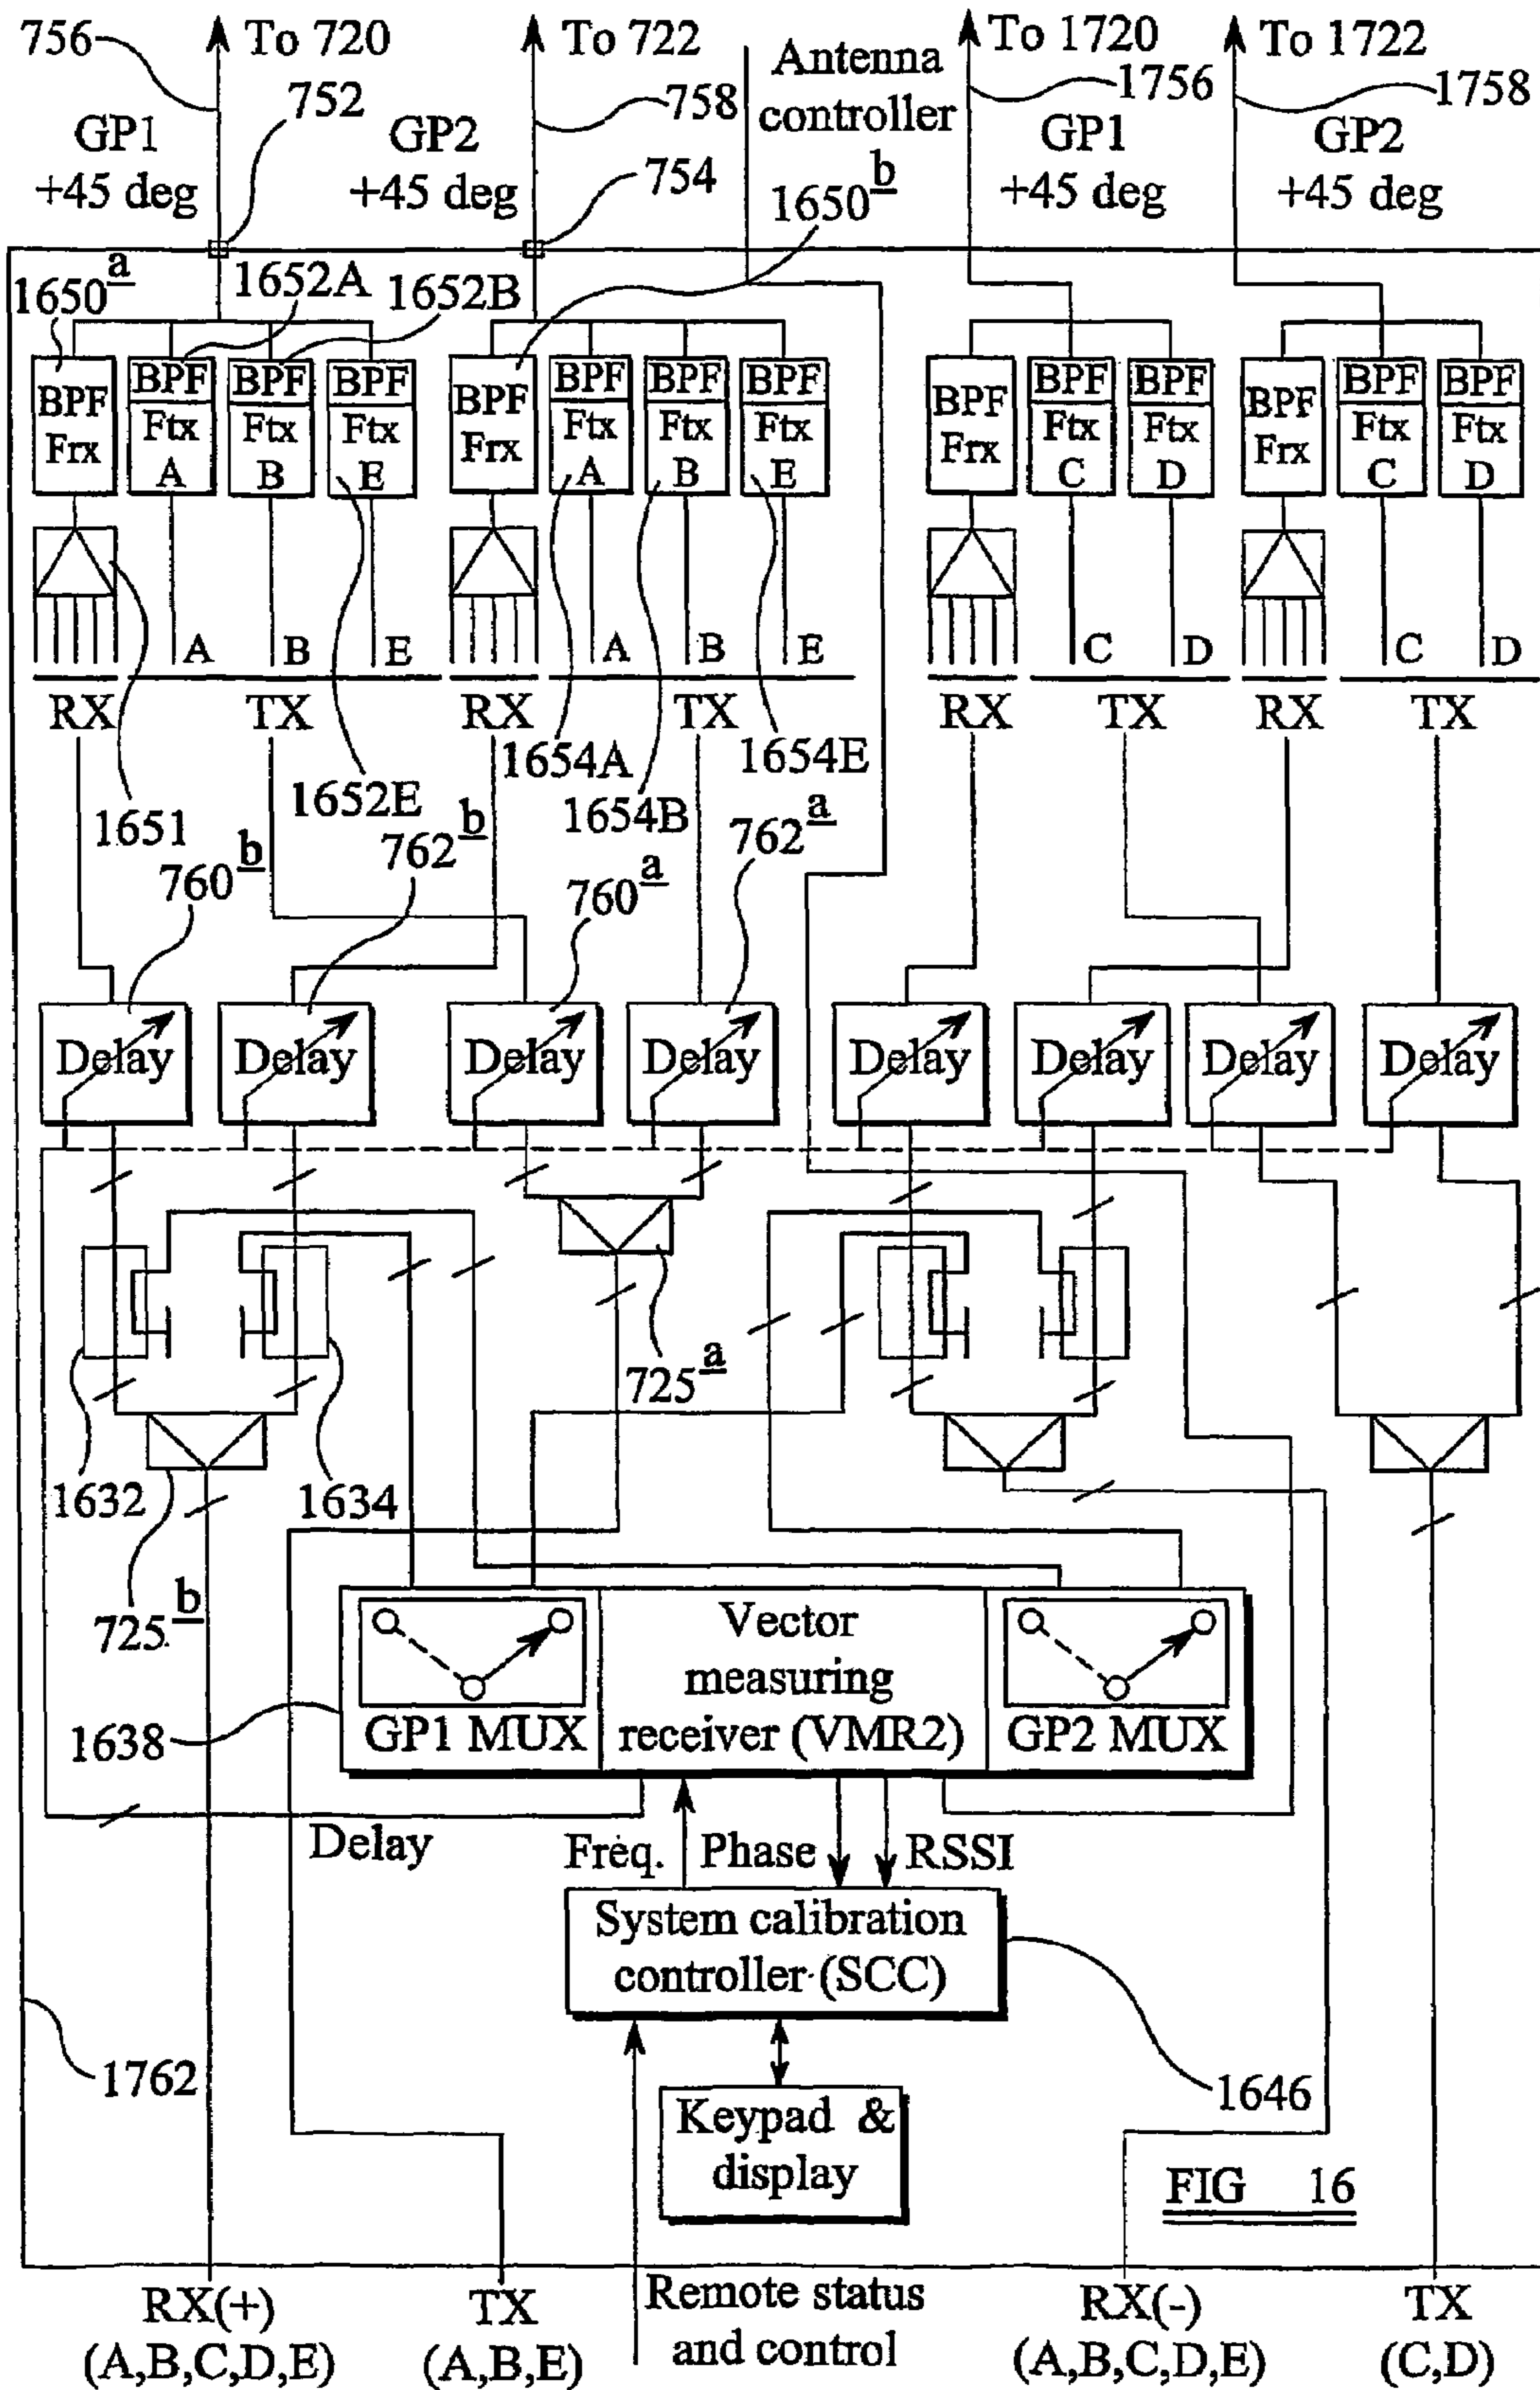 756
To 720
To 722
Antenna
controller
To 1720
To 1722
752
758
1756
1758
GP1
+45 deg
GP2
+45 deg
754
1650b
GP1
+45 deg
GP2
+45 deg
1650a
1652A
1652B
BPF
Frx
BPF
Ftx
A
BPF
Ftx
B
BPF
Ftx
E
BPF
Frx
BPF
Ftx
A
BPF
Ftx
B
BPF
Ftx
E
BPF
Frx
BPF
Ftx
C
BPF
Ftx
D
BPF
Frx
BPF
Ftx
C
BPF
Ftx
D
A B E A B E C D C D
RX TX RX TX RX TX RX TX
1651
1652E
1654A
1654B
1654E
760b
762b
760a
762a
Delay Delay Delay Delay Delay Delay Delay Delay
725a
1632
1634
725b
1638
GP1 MUX
Vector
measuring
receiver (VMR2)
GP2 MUX
Delay
Freq.
Phase
RSSI
System calibration
controller (SCC)
1762
1646
Keypad &
display
FIG 16
RX(+)
(A,B,C,D,E)
TX
(A,B,E)
Remote status
and control
RX(-)
(A,B,C,D,E)
TX
(C,D)